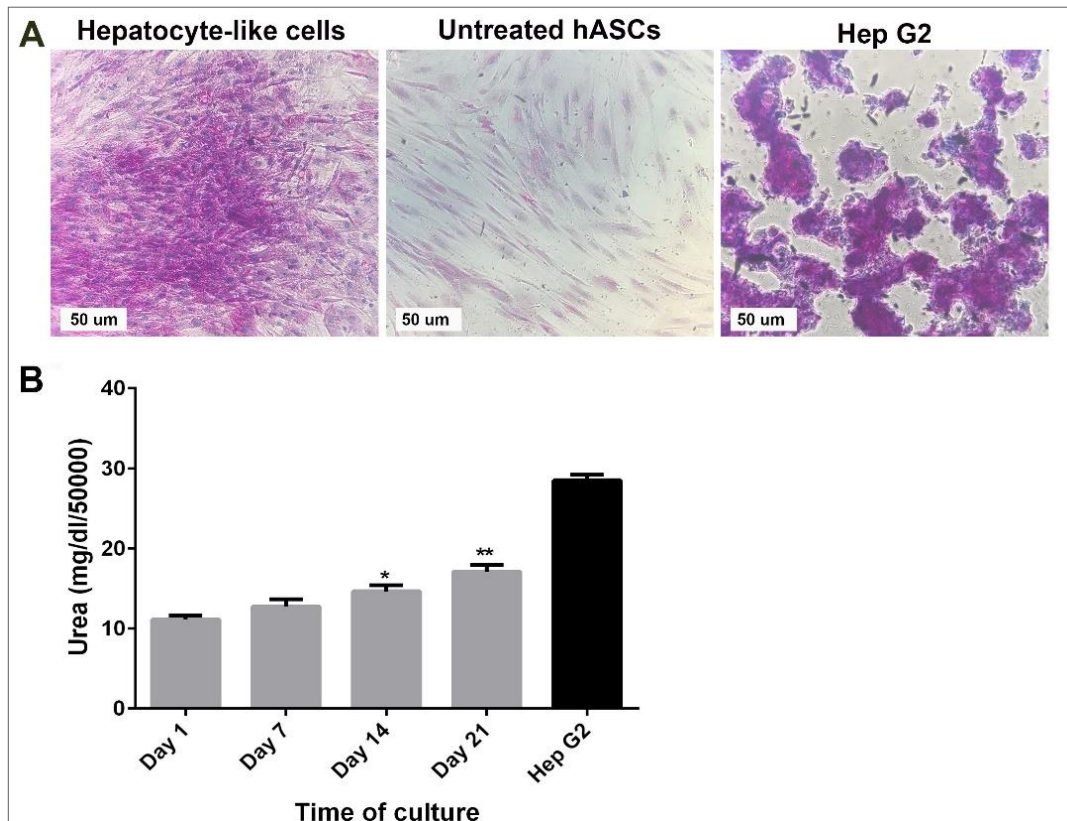 A
Hepatocyte-like cells
Untreated hASCs
Hep G2
50 um
50 um
50 um
B
Urea (mg/dl/50000)
40
30
20
10
0
*
**
Day 1
Day 7
Day 14
Day 21
Hep G2
Time of culture